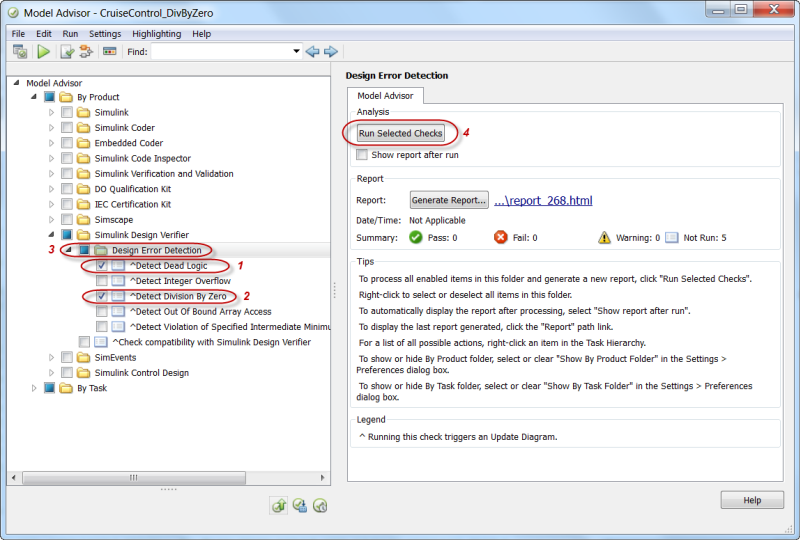 Model Advisor - CruiseControl_DivByZero
File Edit Run Settings Highlighting Help
Find:
Model Advisor
By Product
Simulink
Simulink Coder
Embedded Coder
Simulink Code Inspector
Simulink Verification and Validation
DO Qualification Kit
IEC Certification Kit
Simscape
Simulink Design Verifier
3 Design Error Detection
^Detect Dead Logic 1
^Detect Integer Overflow
^Detect Division By Zero 2
^Detect Out Of Bound Array Access
^Detect Violation of Specified Intermediate Minimu
^Check compatibility with Simulink Design Verifier
SimEvents
Simulink Control Design
By Task
Design Error Detection
Model Advisor
Analysis
Run Selected Checks 4
Show report after run
Report
Report: Generate Report... ...\report_268.html
Date/Time: Not Applicable
Summary: Pass: 0 Fail: 0 Warning: 0 Not Run: 5
Tips
To process all enabled items in this folder and generate a new report, click "Run Selected Checks".
Right-click to select or deselect all items in this folder.
To automatically display the report after processing, select "Show report after run".
To display the last report generated, click the "Report" path link.
For a list of all possible actions, right-click an item in the Task Hierarchy.
To show or hide By Product folder, select or clear "Show By Product Folder" in the Settings >
Preferences dialog box.
To show or hide By Task folder, select or clear "Show By Task Folder" in the Settings > Preferences
dialog box.
Legend
^ Running this check triggers an Update Diagram.
Help